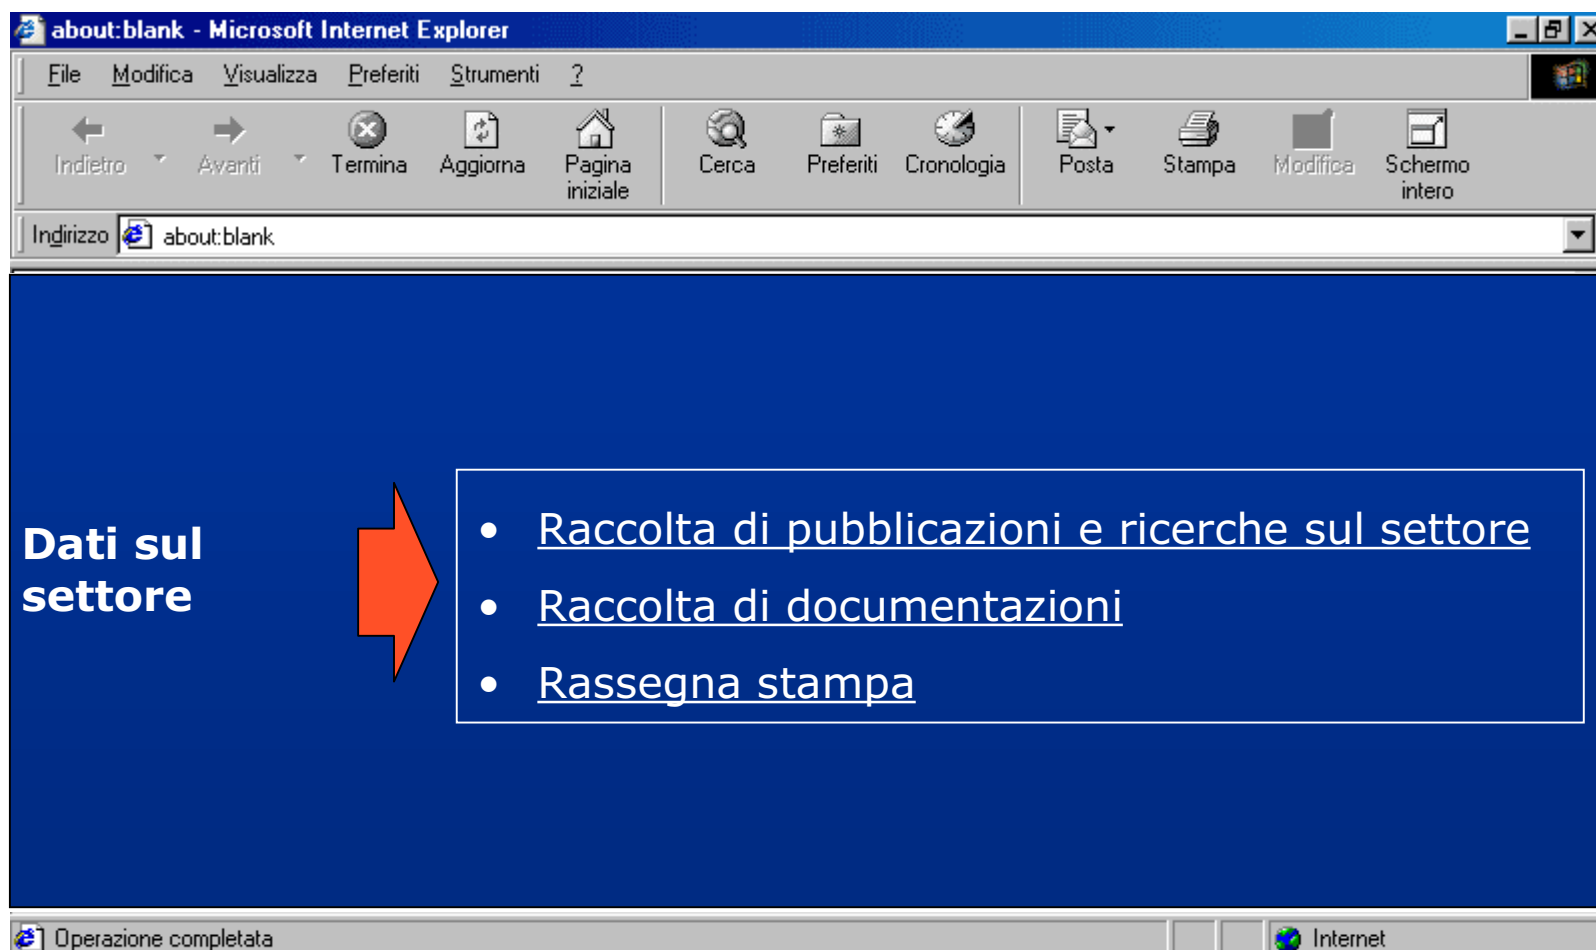 about:blank - Microsoft Internet Explorer
File Modifica Visualizza Preferiti Strumenti ?
Indietro Avanti Termina Aggiorna Pagina iniziale Cerca Preferiti Cronologia Posta Stampa Modifica Schermo intero
Indirizzo about:blank
Dati sul
settore
• Raccolta di pubblicazioni e ricerche sul settore
• Raccolta di documentazioni
• Rassegna stampa
Operazione completata Internet